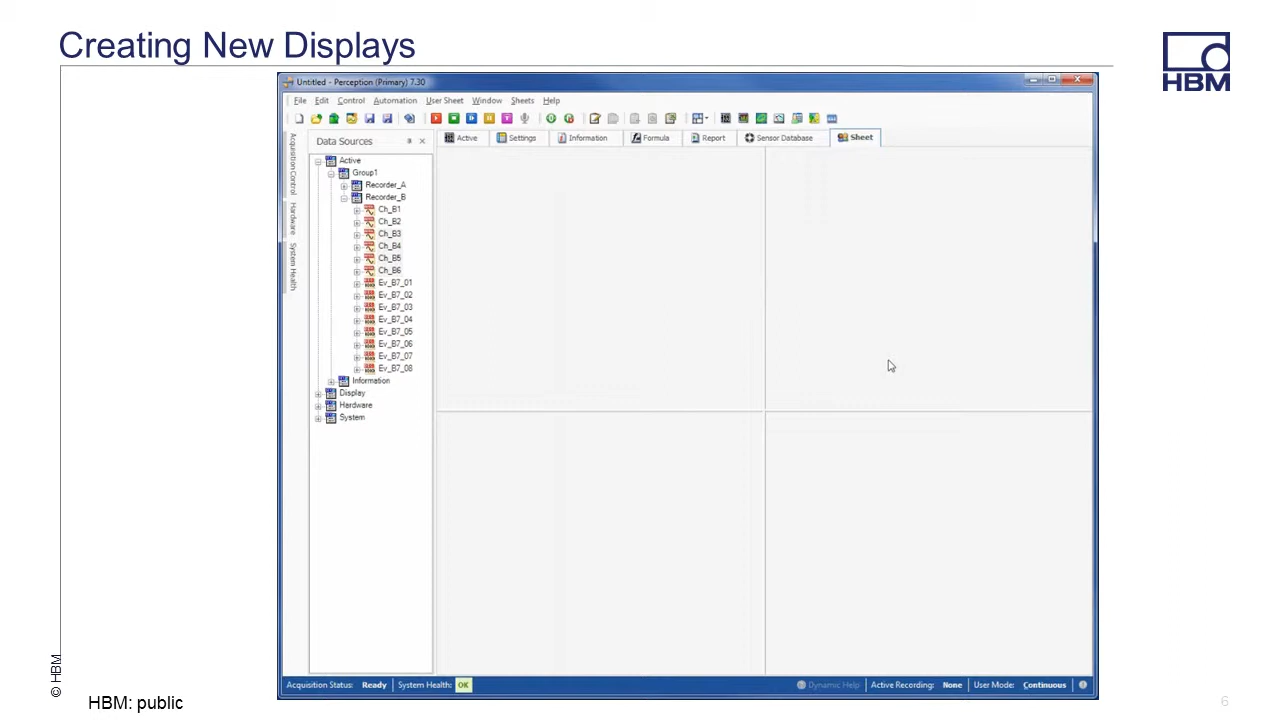 Creating New Displays
HBM
Untitled - Perception (Primary) 7.30
File Edit Control Automation User Sheet Window Sheets Help
Data Sources
Active Settings Information Formula Report Sensor Database Sheet
Acquisition Control
Hardware
System Health
Active
Group1
Recorder_A
Recorder_B
Ch_B1
Ch_B2
Ch_B3
Ch_B4
Ch_B5
Ch_B6
Ev_B7_01
Ev_B7_02
Ev_B7_03
Ev_B7_04
Ev_B7_05
Ev_B7_06
Ev_B7_07
Ev_B7_08
Information
Display
Hardware
System
Acquisition Status: Ready System Health: OK Dynamic Help Active Recording: None User Mode: Continuous
© HBM
HBM: public
6